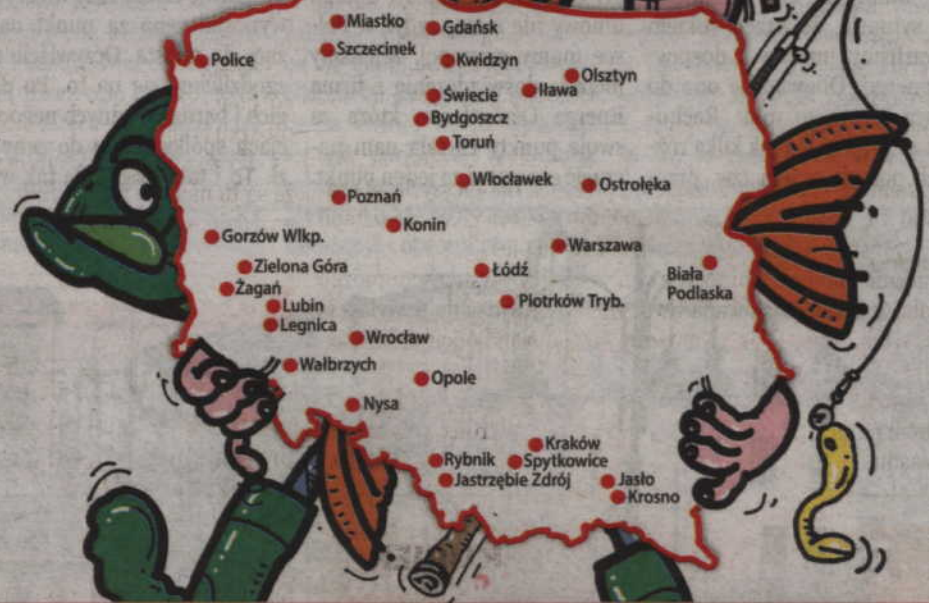 Miastko
Gdańsk
Szczecinek
Police
Kwidzyn
Olsztyn
Iława
Świecie
Bydgoszcz
Toruń
Włocławek
Ostrołęka
Poznań
Konin
Gorzów Wlkp.
Warszawa
Zielona Góra
Łódź
Biała
Podlaska
Żagań
Piotrków Tryb.
Lubin
Legnica
Wrocław
Wałbrzych
Opole
Nysa
Kraków
Rybnik
Spytkowice
Jastrzębie Zdrój
Jasło
Krosno